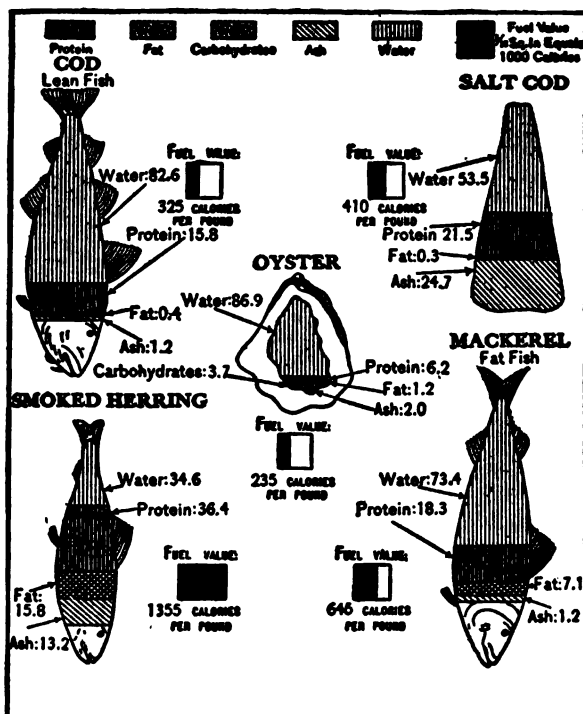 Protein
Fat
Carbohydrates
Ash
Water
Fuel Value
Sq.In Equals
1000 Calories
COD
Lean Fish
Water:82.6
Protein:15.8
Fat:0.4
Ash:1.2
FUEL VALUE:
325 CALORIES
PER POUND
SALT COD
FUEL VALUE:
410 CALORIES
PER POUND
Water 53.5
Protein 21.5
Fat:0.3
Ash:24.7
OYSTER
Water:86.9
Carbohydrates:3.7
Protein:6.2
Fat:1.2
Ash:2.0
FUEL VALUE:
235 CALORIES
PER POUND
SMOKED HERRING
Water:34.6
Protein:36.4
Fat:
15.8
Ash:13.2
FUEL VALUE:
1355 CALORIES
PER POUND
MACKEREL
Fat Fish
Water:73.4
Protein:
18.3
Fat:7.1
Ash:1.2
FUEL VALUE:
646 CALORIES
PER POUND